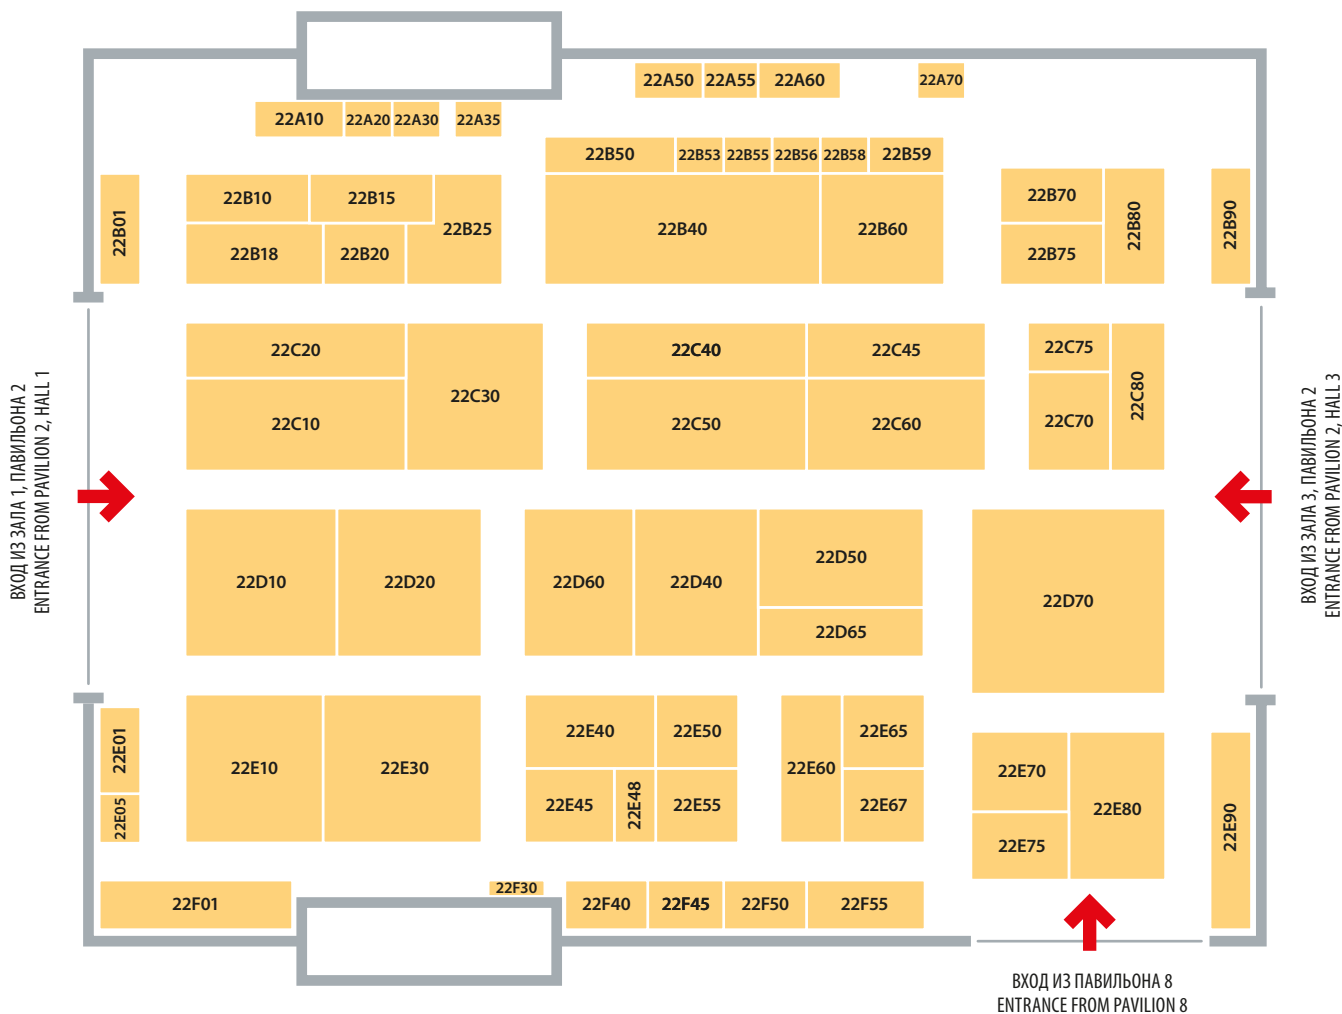 22A50 22A55 22A60 22A70
22A10 22A20 22A30 22A35
22B50 22B53 22B55 22B56 22B58 22B59
22B01 22B10 22B15 22B25 22B40 22B60 22B70 22B80 22B90
22B18 22B20 22B75
22C20 22C30 22C40 22C45 22C75 22C80
22C10 22C50 22C60 22C70
ВХОД ИЗ ЗАЛА 1, ПАВИЛЬОНА 2
ENTRANCE FROM PAVILION 2, HALL 1
ВХОД ИЗ ЗАЛА 3, ПАВИЛЬОНА 2
ENTRANCE FROM PAVILION 2, HALL 3
22D10 22D20 22D60 22D40 22D50 22D70
22D65
22E01 22E10 22E30 22E40 22E50 22E60 22E65 22E70 22E80 22E90
22E05 22E45 22E48 22E55 22E67 22E75
22F01 22F30 22F40 22F45 22F50 22F55
ВХОД ИЗ ПАВИЛЬОНА 8
ENTRANCE FROM PAVILION 8